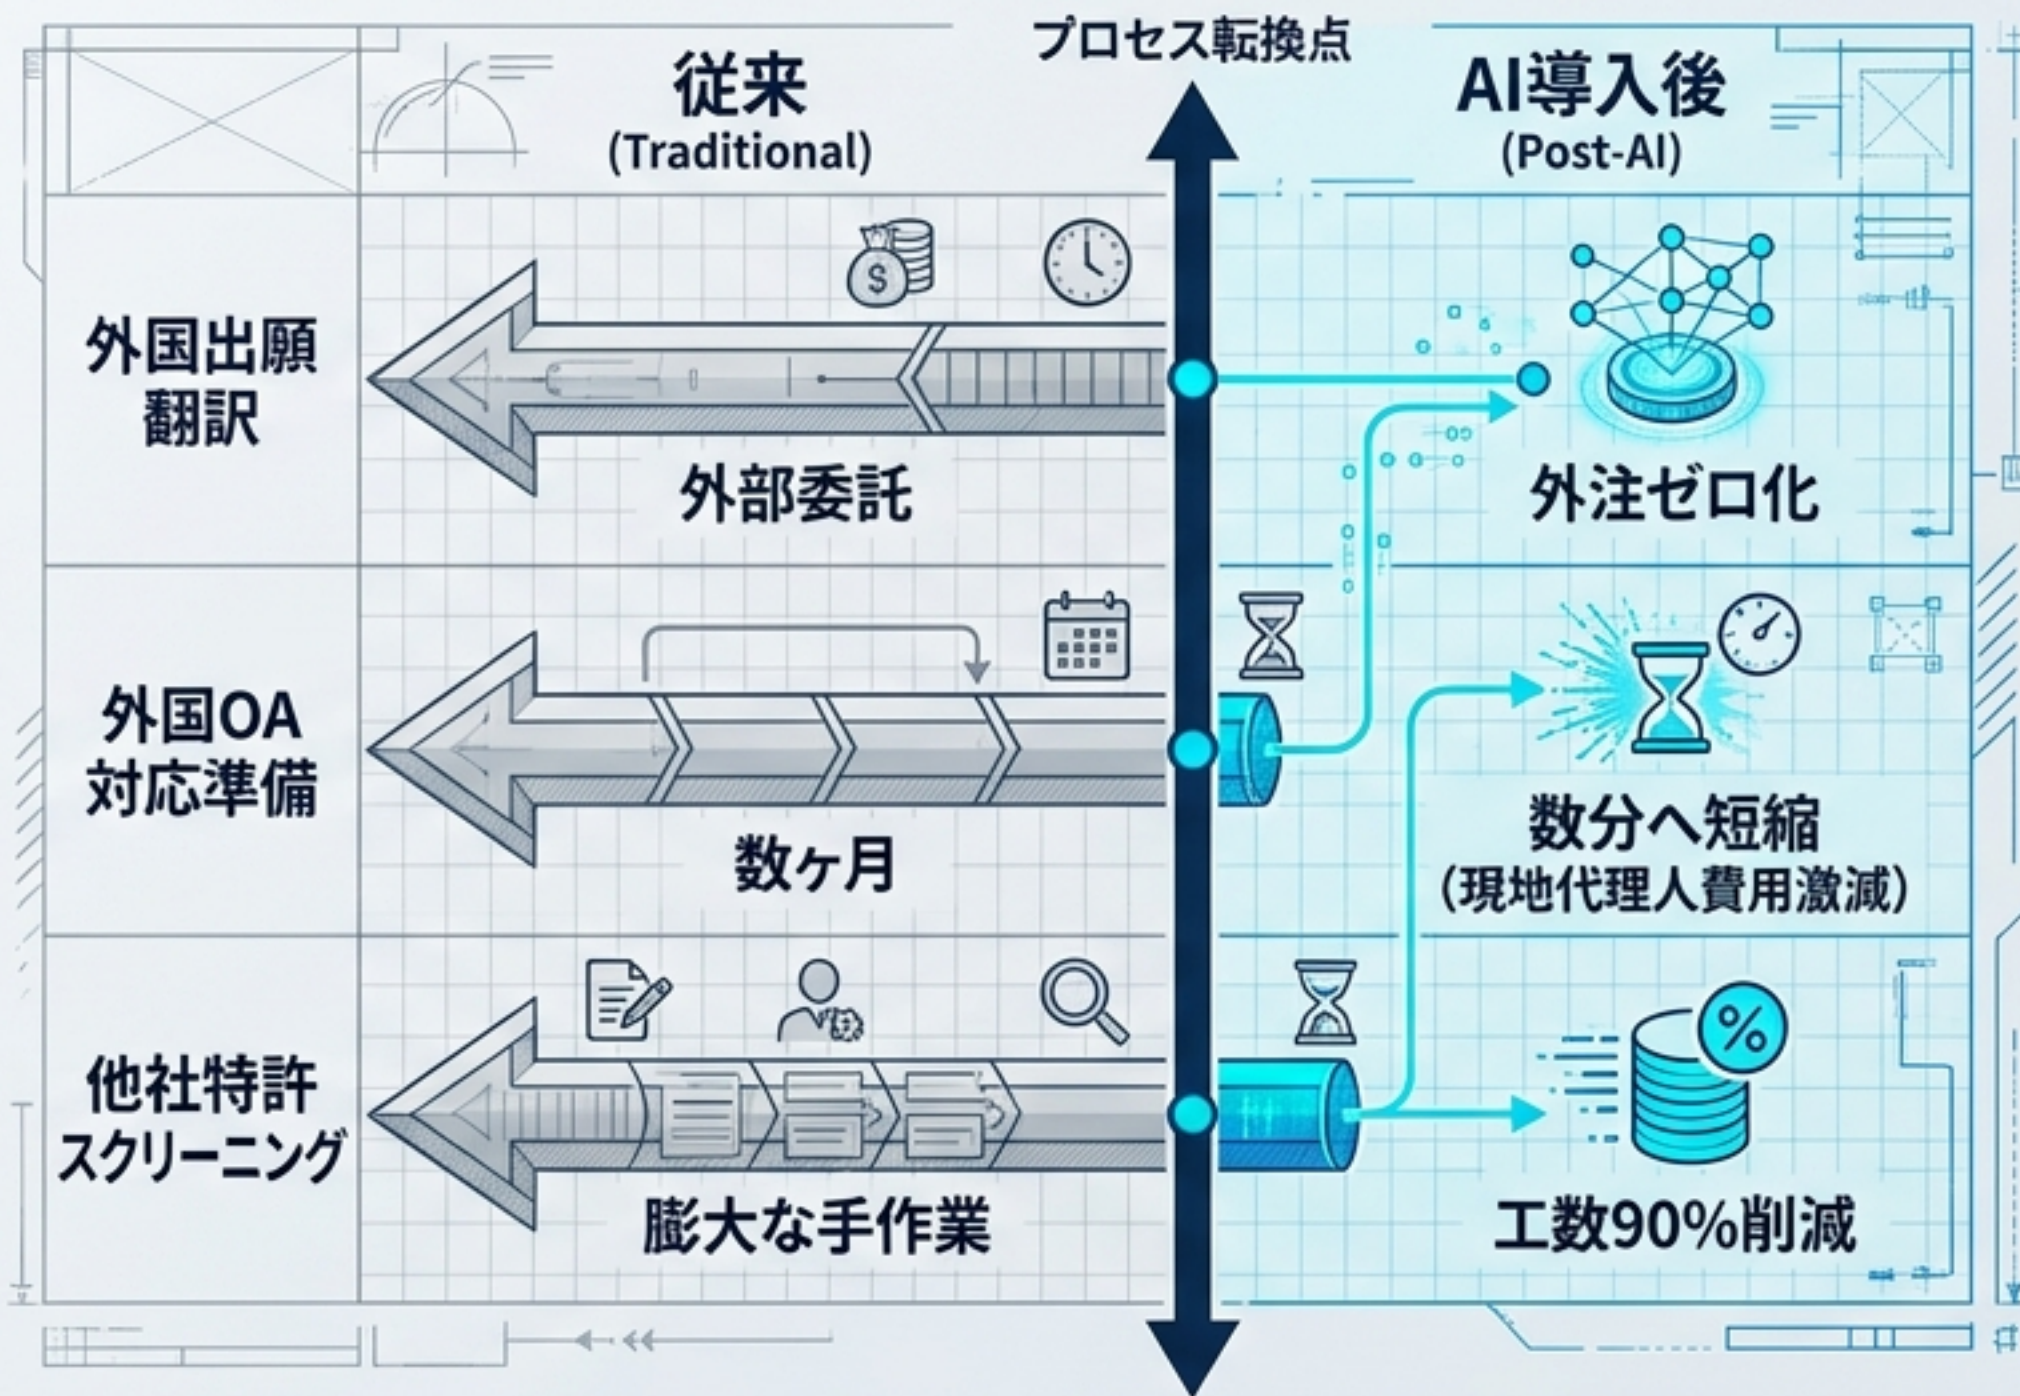 プロセス転換点
従来
(Traditional)
AI導入後
(Post-AI)
外国出願
翻訳
外部委託
外注ゼロ化
外国OA
対応準備
数ヶ月
数分へ短縮
（現地代理人費用激減）
他社特許
スクリーニング
膨大な手作業
工数90%削減
$
%